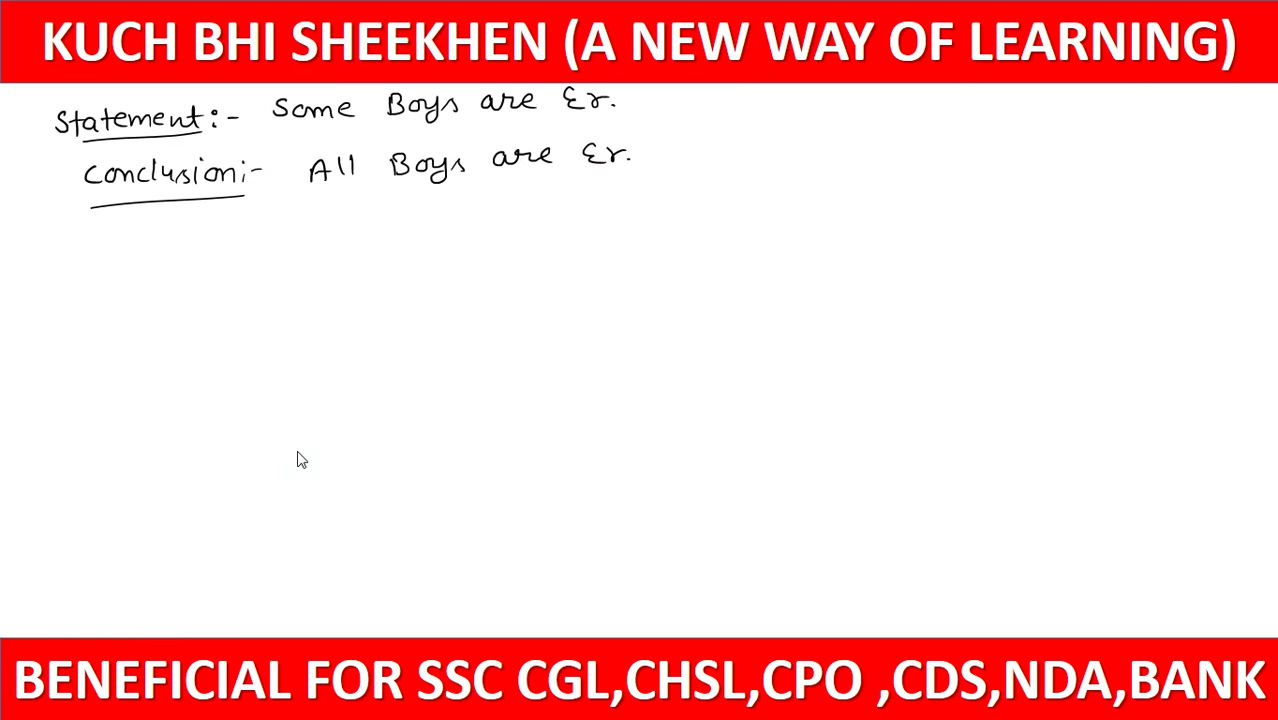 KUCH BHI SHEEKHEN (A NEW WAY OF LEARNING)
Statement:- Some Boys are Er.
Conclusion:- All Boys are Er.
BENEFICIAL FOR SSC CGL,CHSL,CPO ,CDS,NDA,BANK